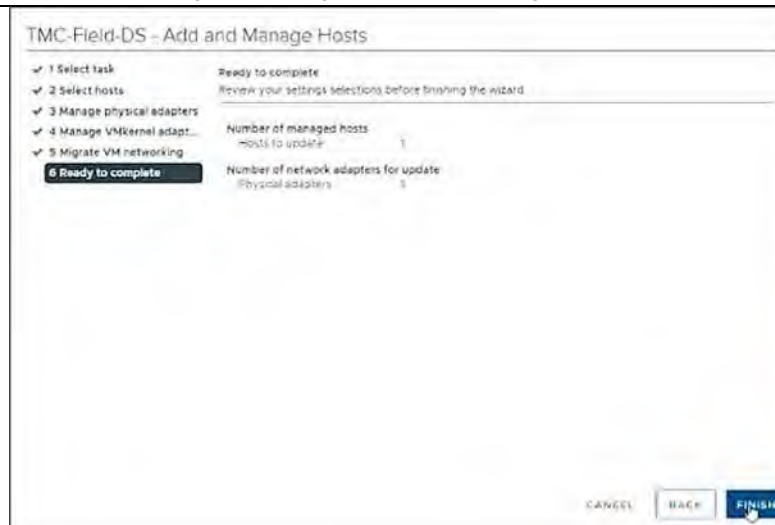 TMC-Field-DS - Add and Manage Hosts
✓ 1 Select task
✓ 2 Select hosts
✓ 3 Manage physical adapters
✓ 4 Manage VMkernel adapt...
✓ 5 Migrate VM networking
6 Ready to complete
Ready to complete
Review your settings selections before finishing the wizard.
Number of managed hosts
Hosts to update 1
Number of network adapters for update
Physical adapters
CANCEL
BACK
FINISH